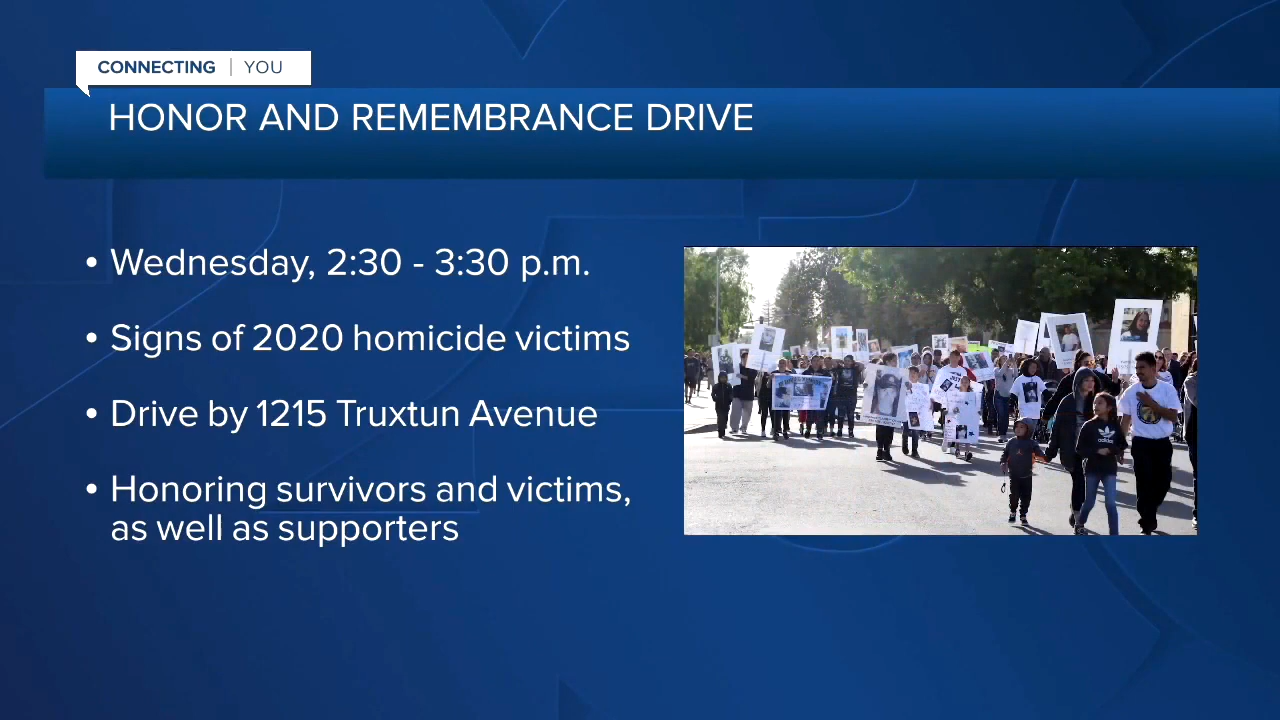 CONNECTING | YOU
HONOR AND REMEMBRANCE DRIVE
• Wednesday, 2:30 - 3:30 p.m.
• Signs of 2020 homicide victims
• Drive by 1215 Truxtun Avenue
• Honoring survivors and victims,
as well as supporters
adidas